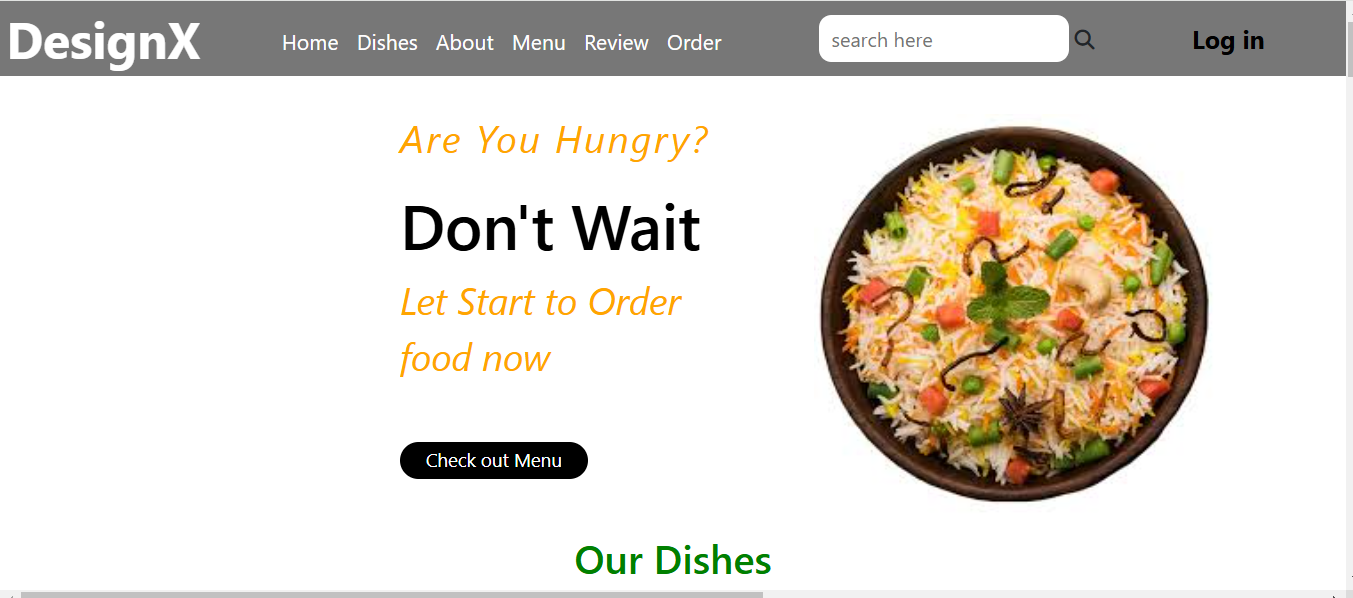 DesignX
Home Dishes About Menu Review Order
search here
Log in
Are You Hungry?
Don't Wait
Let Start to Order
food now
Check out Menu
Our Dishes